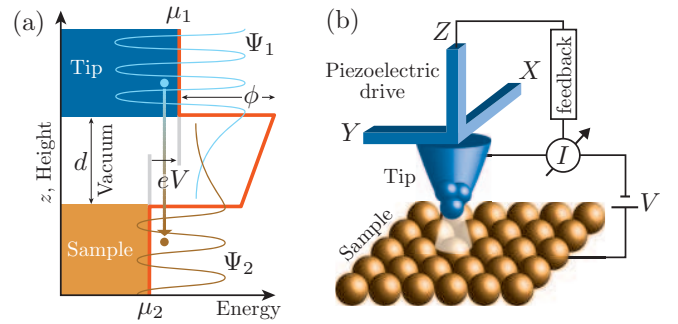 (a)
μ1
Ψ1
Tip
ϕ
z, Height
d
Vacuum
eV
Sample
Ψ2
μ2
Energy
(b)
Z
Piezoelectric
drive
X
Y
feedback
I
Tip
V
Sample